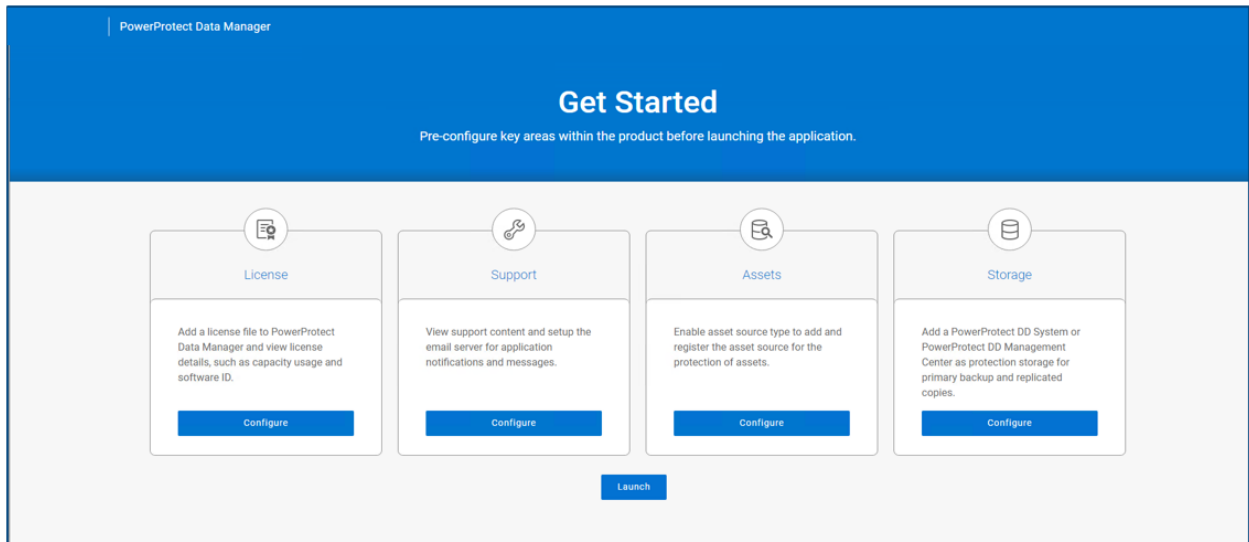 PowerProtect Data Manager
Get Started
Pre-configure key areas within the product before launching the application.
License
Add a license file to PowerProtect
Data Manager and view license
details, such as capacity usage and
software ID.
Configure
Support
View support content and setup the
email server for application
notifications and messages.
Configure
Assets
Enable asset source type to add and
register the asset source for the
protection of assets.
Configure
Storage
Add a PowerProtect DD System or
PowerProtect DD Management
Center as protection storage for
primary backup and replicated
copies.
Configure
Launch